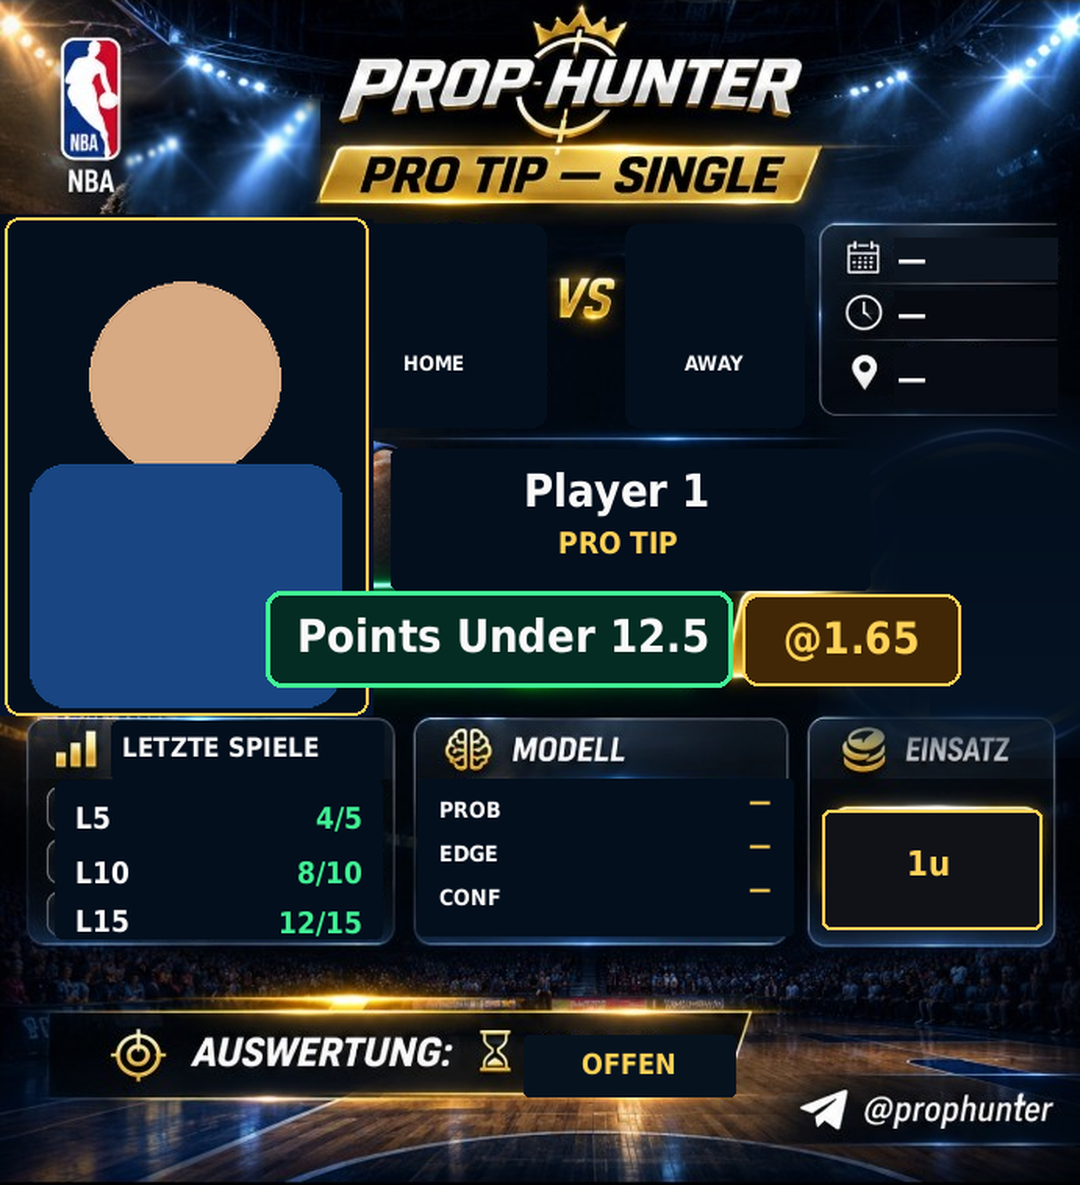 NBA
NBA
PROP HUNTER
PRO TIP — SINGLE
HOME
VS
AWAY
—
—
—
Player 1
PRO TIP
Points Under 12.5
@1.65
LETZTE SPIELE
L5 4/5
L10 8/10
L15 12/15
MODELL
PROB —
EDGE —
CONF —
EINSATZ
1u
AUSWERTUNG:
OFFEN
@prophunter